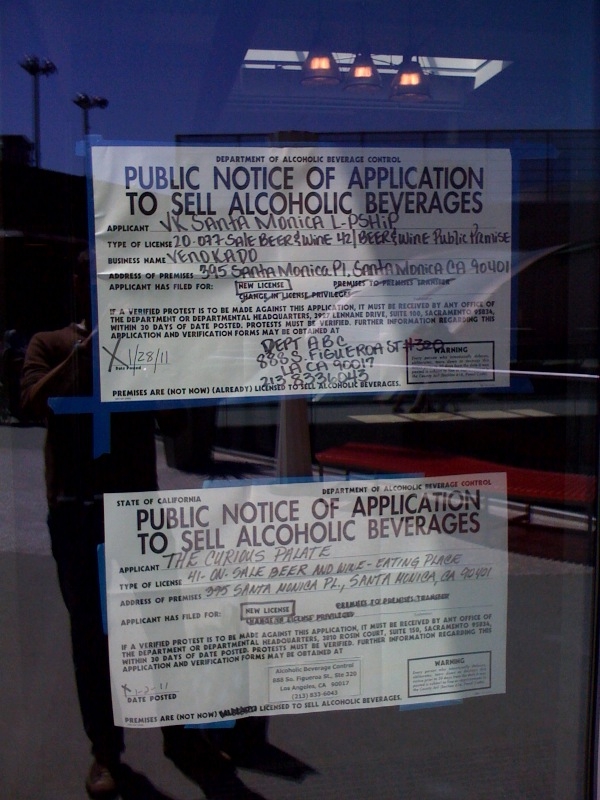 DEPARTMENT OF ALCOHOLIC BEVERAGE CONTROL
PUBLIC NOTICE OF APPLICATION
TO SELL ALCOHOLIC BEVERAGES
APPLICANT VK Santa Monica L-PSHiP
TYPE OF LICENSE 20-077 Sale BEER & Wine 42/ BEER & Wine Public Premise
BUSINESS NAME VENOKADO
ADDRESS OF PREMISES 395 Santa Monica Pl, Santa Monica CA 90401
APPLICANT HAS FILED FOR: NEW LICENSE PREMISES TO PREMISES TRANSFER
CHANGE IN LICENSE PRIVILEGES
IF A VERIFIED PROTEST IS TO BE MADE AGAINST THIS APPLICATION, IT MUST BE RECEIVED BY ANY OFFICE OF
THE DEPARTMENT OR DEPARTMENTAL HEADQUARTERS, 3927 LENNANE DRIVE, SUITE 100, SACRAMENTO 95834,
WITHIN 30 DAYS OF DATE POSTED. PROTESTS MUST BE VERIFIED. FURTHER INFORMATION REGARDING THIS
APPLICATION AND VERIFICATION FORMS MAY BE OBTAINED AT
DEPT ABC
888 S. FIGUEROA ST #320
LA CA 90017
X 1/28/11
Date Posted
WARNING
PREMISES ARE (NOT NOW) (ALREADY) LICENSED TO SELL ALCOHOLIC BEVERAGES.
STATE OF CALIFORNIA DEPARTMENT OF ALCOHOLIC BEVERAGE CONTROL
PUBLIC NOTICE OF APPLICATION
TO SELL ALCOHOLIC BEVERAGES
APPLICANT THE CURIOUS PALATE
TYPE OF LICENSE 41- ON-SALE BEER AND WINE- EATING PLACE
ADDRESS OF PREMISES 395 SANTA MONICA PL, SANTA MONICA, CA 90401
APPLICANT HAS FILED FOR: NEW LICENSE PREMISES TO PREMISES TRANSFER
CHANGE IN LICENSE PRIVILEGES
IF A VERIFIED PROTEST IS TO BE MADE AGAINST THIS APPLICATION, IT MUST BE RECEIVED BY ANY OFFICE OF
THE DEPARTMENT OR DEPARTMENTAL HEADQUARTERS, 3810 ROSIN COURT, SUITE 150, SACRAMENTO 95834,
WITHIN 30 DAYS OF DATE POSTED. PROTESTS MUST BE VERIFIED. FURTHER INFORMATION REGARDING THIS
APPLICATION AND VERIFICATION FORMS MAY BE OBTAINED AT
Alcoholic Beverage Control
888 So. Figueroa St., Ste 320
Los Angeles, CA 90017
(213) 833-6043
DATE POSTED
WARNING
PREMISES ARE (NOT NOW) LICENSED TO SELL ALCOHOLIC BEVERAGES.